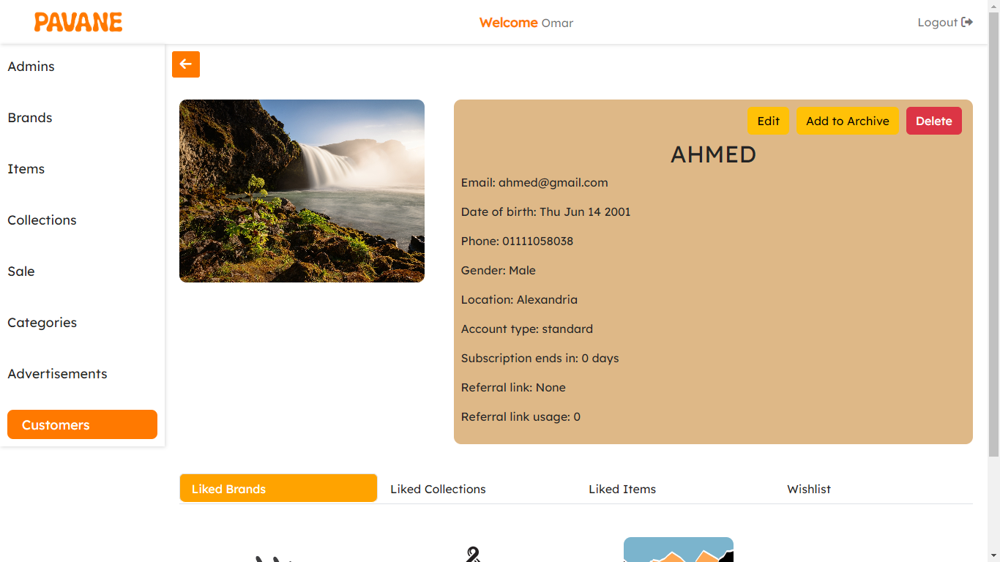 PAVANE
Welcome Omar
Logout
Admins
Brands
Items
Collections
Sale
Categories
Advertisements
Customers
Edit
Add to Archive
Delete
AHMED
Email: ahmed@gmail.com
Date of birth: Thu Jun 14 2001
Phone: 01111058038
Gender: Male
Location: Alexandria
Account type: standard
Subscription ends in: 0 days
Referral link: None
Referral link usage: 0
Liked Brands
Liked Collections
Liked Items
Wishlist